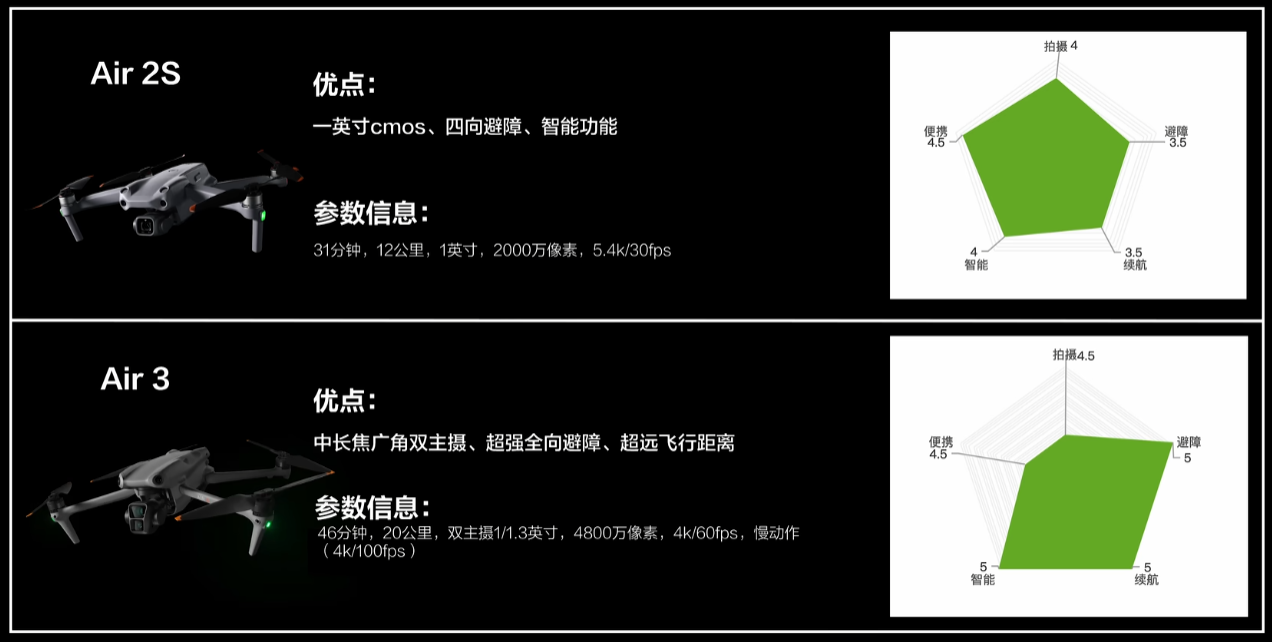 Air 2S
优点：
一英寸cmos、四向避障、智能功能
参数信息：
31分钟，12公里，1英寸，2000万像素，5.4k/30fps
拍摄 4
便携
4.5
避障
3.5
4
智能
3.5
续航
Air 3
优点：
中长焦广角双主摄、超强全向避障、超远飞行距离
参数信息：
46分钟，20公里，双主摄1/1.3英寸，4800万像素，4k/60fps，慢动作
（ 4k/100fps ）
拍摄4.5
便携
4.5
避障
5
5
智能
5
续航